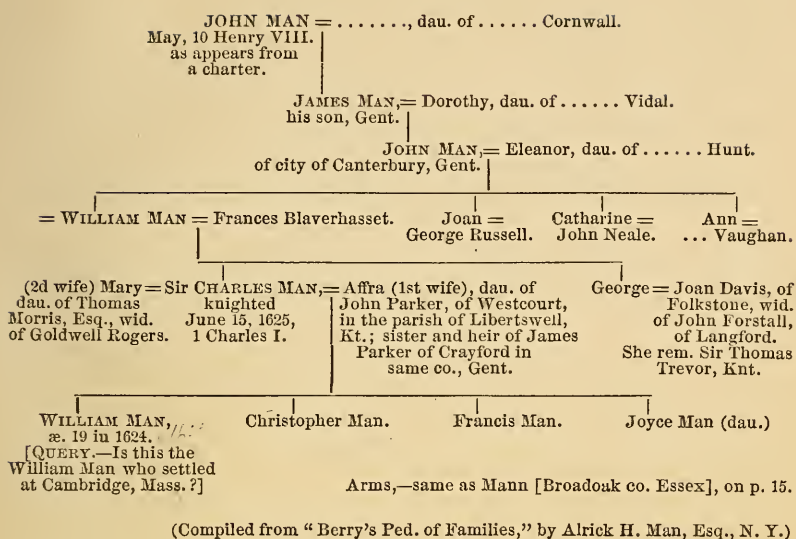 JOHN MAN = . . . . . . ., dau. of . . . . . . Cornwall.
May, 10 Henry VIII.
as appears from
a charter.
JAMES MAN,= Dorothy, dau. of . . . . . . Vidal.
his son, Gent.
JOHN MAN,= Eleanor, dau. of . . . . . . Hunt.
of city of Canterbury, Gent.
= WILLIAM MAN = Frances Blaverhasset.
Joan =
George Russell.
Catharine =
John Neale.
Ann =
... Vaughan.
(2d wife) Mary = 
dau. of Thomas
Morris, Esq., wid.
of Goldwell Rogers.
Sir CHARLES MAN,=
knighted
June 15, 1625,
1 Charles I.
Affra (1st wife), dau. of
John Parker, of Westcourt,
in the parish of Libertswell,
Kt.; sister and heir of James
Parker of Crayford in
same co., Gent.
George = Joan Davis, of
Folkstone, wid.
of John Forstall,
of Langford.
She rem. Sir Thomas
Trevor, Knt.
WILLIAM MAN,
æ. 19 in 1624.
[QUERY.—Is this the
William Man who settled
at Cambridge, Mass. ?]
Christopher Man.
Francis Man.
Joyce Man (dau.)
Arms,—same as Mann [Broadoak co. Essex], on p. 15.
(Compiled from " Berry's Ped. of Families," by Alrick H. Man, Esq., N. Y.)